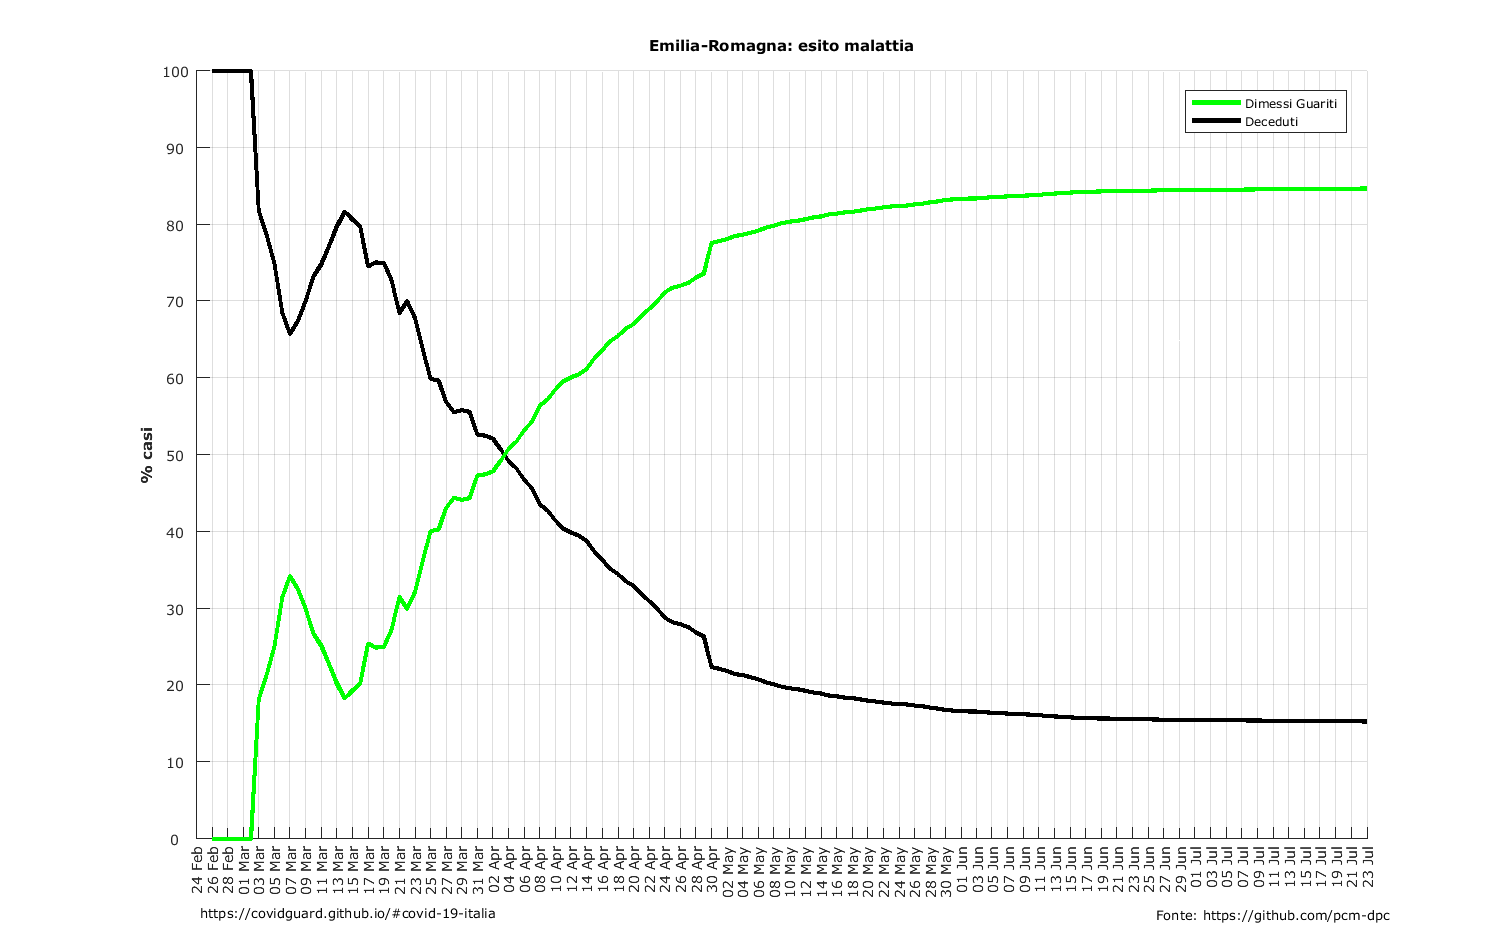 Emilia-Romagna: esito malattia
Dimessi Guariti
Deceduti
% casi
100
90
80
70
60
50
40
30
20
10
0
24 Feb
26 Feb
28 Feb
01 Mar
03 Mar
05 Mar
07 Mar
09 Mar
11 Mar
13 Mar
15 Mar
17 Mar
19 Mar
21 Mar
23 Mar
25 Mar
27 Mar
29 Mar
31 Mar
02 Apr
04 Apr
06 Apr
08 Apr
10 Apr
12 Apr
14 Apr
16 Apr
18 Apr
20 Apr
22 Apr
24 Apr
26 Apr
28 Apr
30 Apr
02 May
04 May
06 May
08 May
10 May
12 May
14 May
16 May
18 May
20 May
22 May
24 May
26 May
28 May
30 May
01 Jun
03 Jun
05 Jun
07 Jun
09 Jun
11 Jun
13 Jun
15 Jun
17 Jun
19 Jun
21 Jun
23 Jun
25 Jun
27 Jun
29 Jun
01 Jul
03 Jul
05 Jul
07 Jul
09 Jul
11 Jul
13 Jul
15 Jul
17 Jul
19 Jul
21 Jul
23 Jul
https://covidguard.github.io/#covid-19-italia
Fonte: https://github.com/pcm-dpc